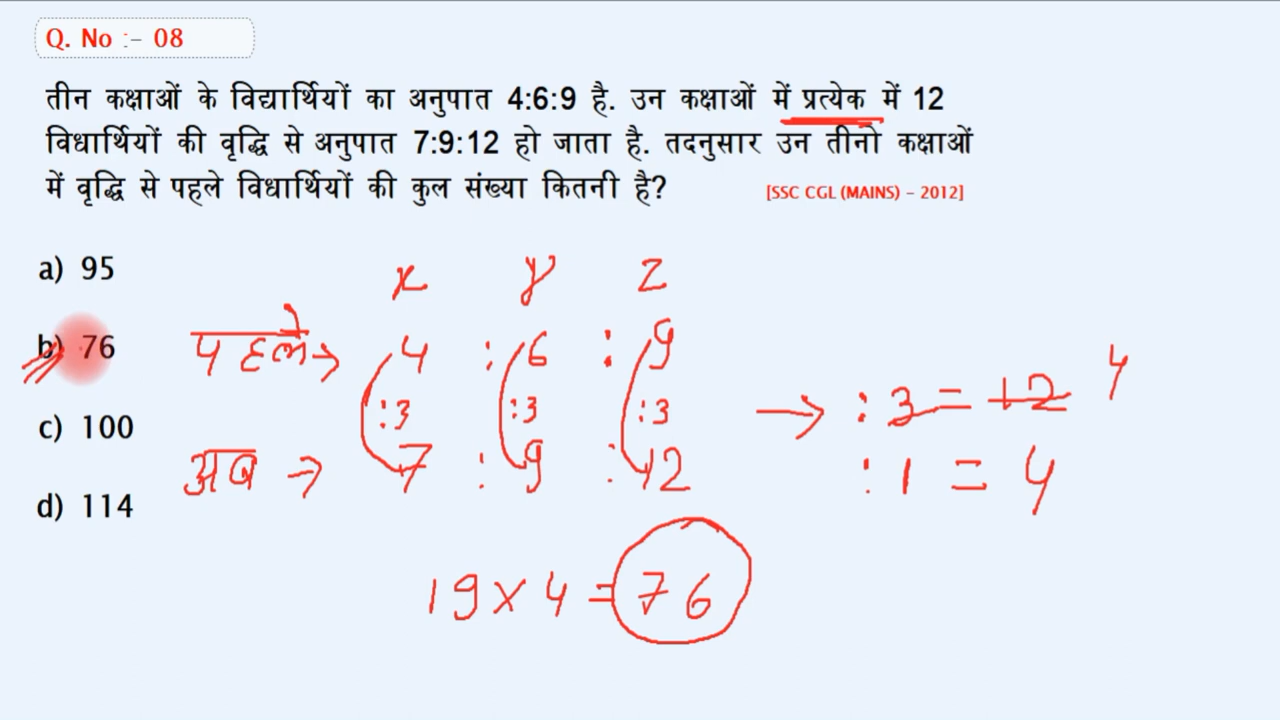 Q. No :- 08
तीन कक्षाओं के विद्यार्थियों का अनुपात 4:6:9 है. उन कक्षाओं में प्रत्येक में 12
विधार्थियों की वृद्धि से अनुपात 7:9:12 हो जाता है. तदनुसार उन तीनो कक्षाओं
में वृद्धि से पहले विधार्थियों की कुल संख्या कितनी है?
[SSC CGL (MAINS) - 2012]
a) 95
b) 76
c) 100
d) 114
x y z
पहले → 4 : 6 : 9
:3 :3 :3 → :3 = 12 4
अब → 7 : 9 : 12
:1 = 4
19 × 4 = 76